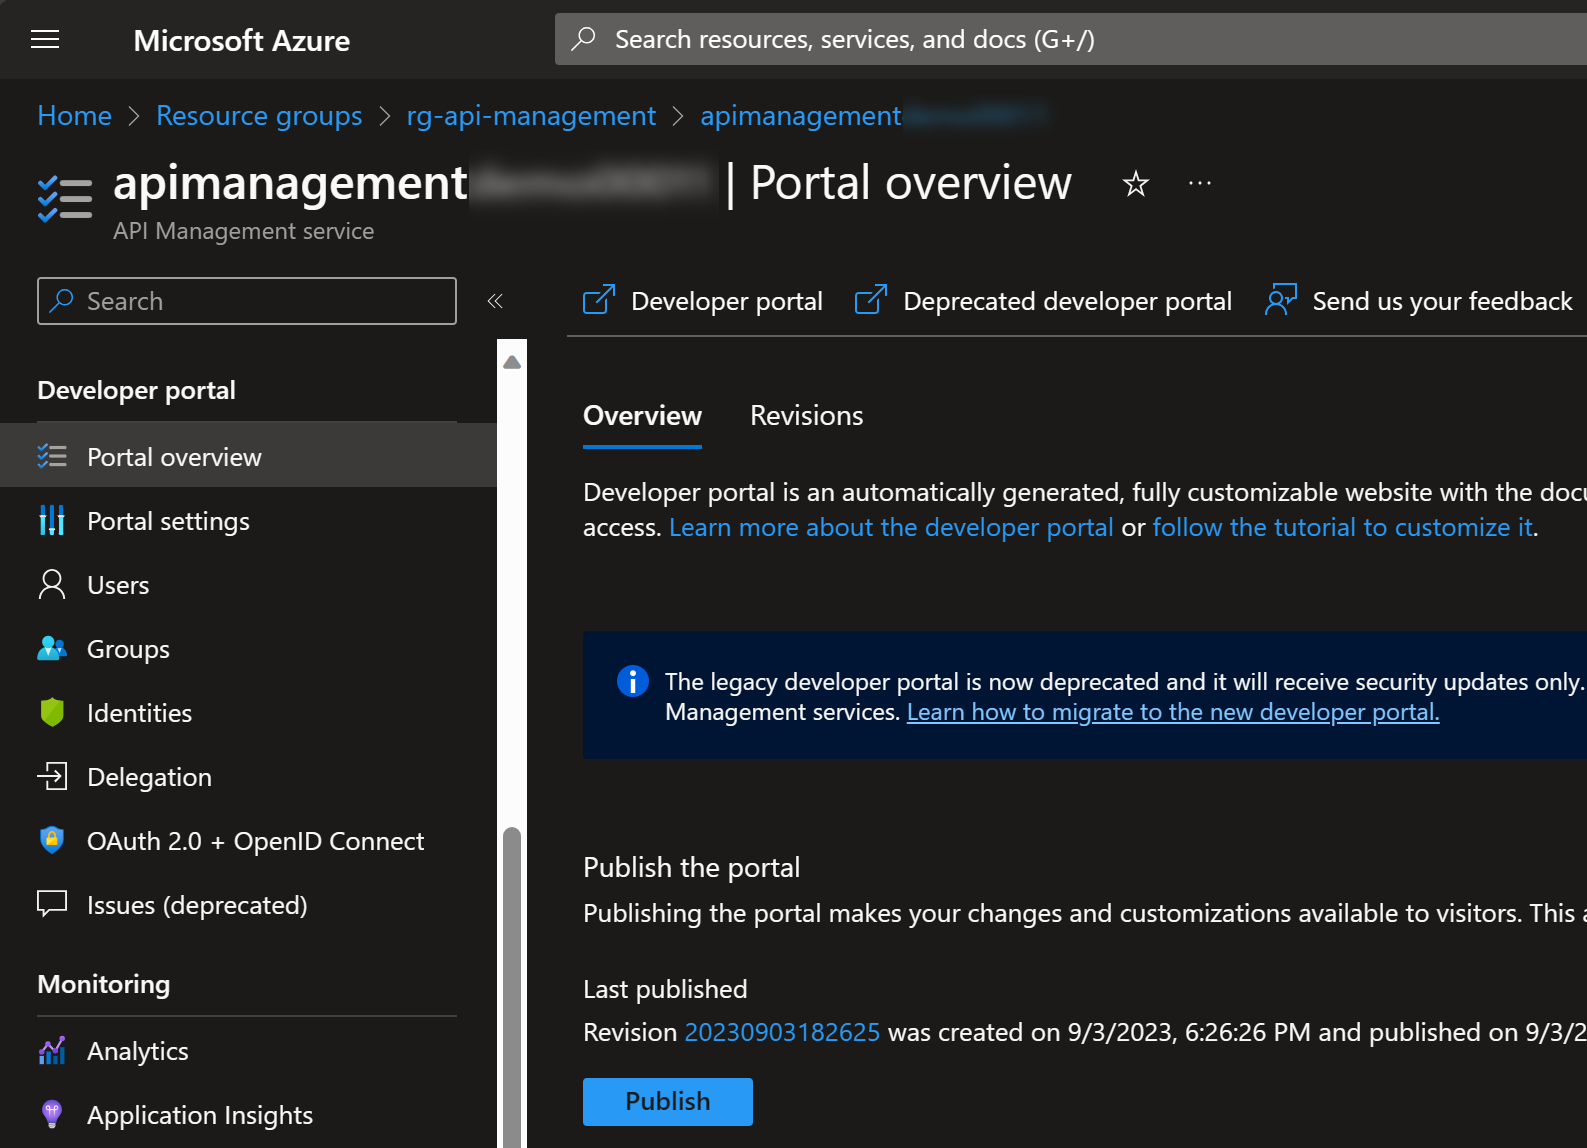 Microsoft Azure
Search resources, services, and docs (G+/)
Home > Resource groups > rg-api-management > apimanagement
apimanagement | Portal overview
API Management service
Search
Developer portal
Deprecated developer portal
Send us your feedback
Developer portal
Portal overview
Portal settings
Users
Groups
Identities
Delegation
OAuth 2.0 + OpenID Connect
Issues (deprecated)
Monitoring
Analytics
Application Insights
Overview
Revisions
Developer portal is an automatically generated, fully customizable website with the
access. Learn more about the developer portal or follow the tutorial to customize it.
The legacy developer portal is now deprecated and it will receive security updates only.
Management services. Learn how to migrate to the new developer portal.
Publish the portal
Publishing the portal makes your changes and customizations available to visitors. This
Last published
Revision 20230903182625 was created on 9/3/2023, 6:26:26 PM and published on 9/3/2
Publish